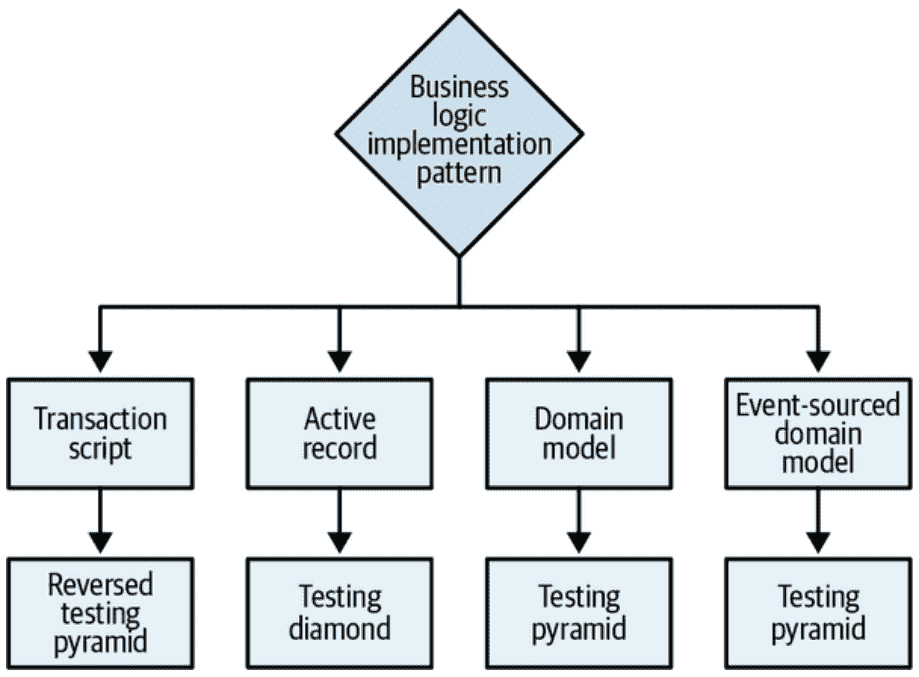 Business
logic
implementation
pattern
Transaction
script
Active
record
Domain
model
Event-sourced
domain
model
Reversed
testing
pyramid
Testing
diamond
Testing
pyramid
Testing
pyramid